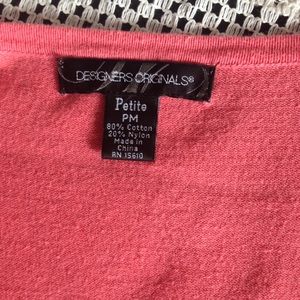 DESIGNERS ORIGINALS®
Petite
PM
80% Cotton
20% Nylon
Made in
China
RN 15610